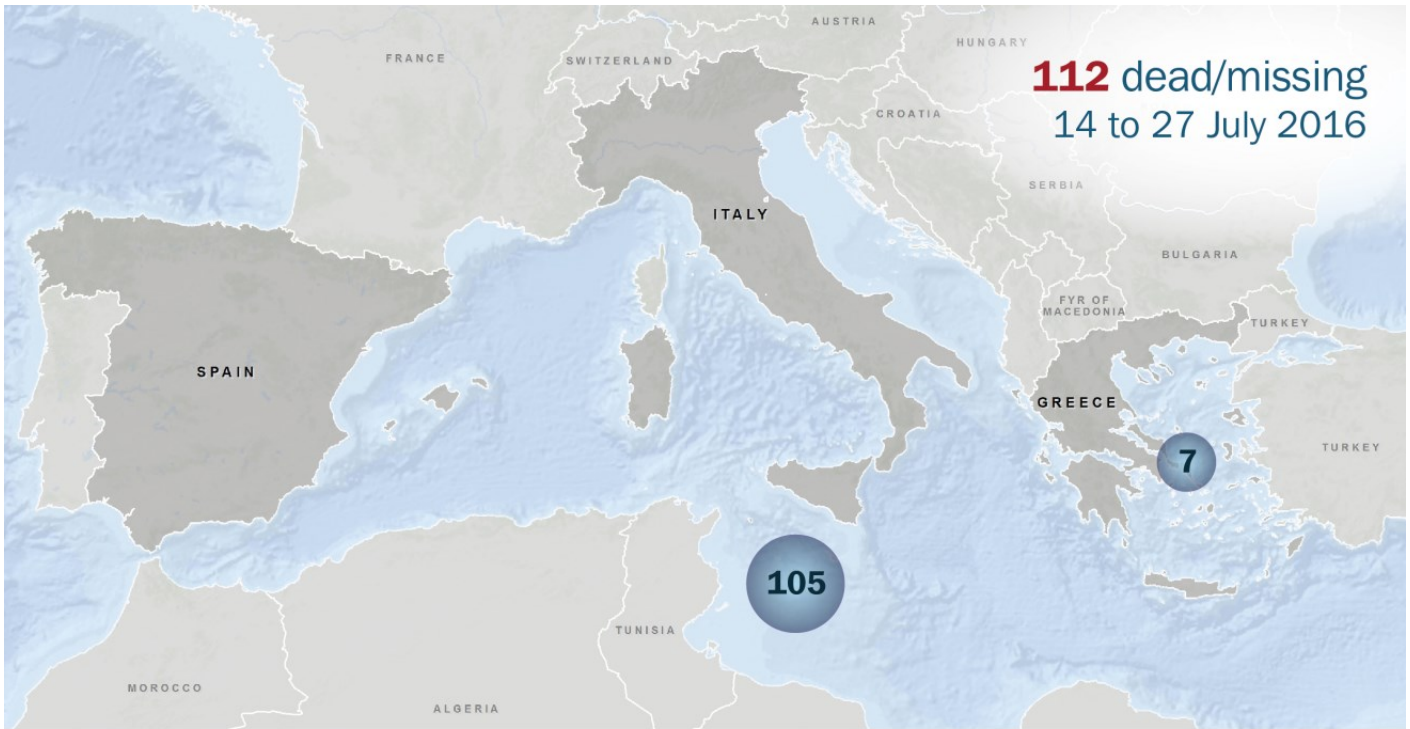 AUSTRIA
FRANCE
HUNGARY
SWITZERLAND
112 dead/missing
14 to 27 July 2016
CROATIA
SERBIA
ITALY
BULGARIA
FYR OF
MACEDONIA
TURKEY
SPAIN
GREECE
TURKEY
7
105
TUNISIA
MOROCCO
ALGERIA